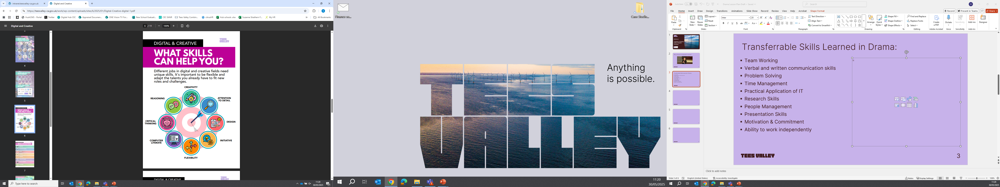 intranet.teesvalley-ca.gov.uk
Digital and Creative
https://teesvalley-ca.gov.uk/work/wp-content/uploads/sites/6/2025/01/Digital-Creative-digital-1.pdf
HushCMS - Portal
Twitter
Digital Hub CEC
Appraisal Documen...
ONE Vision TV For...
New School Evaluati...
CEC EANR
Tees Valley Combin...
citrusHR
Hub schools .xlsx
Suzanne Strathern F...
My HR
All Bookmarks
Digital and Creative
6 / 11
100%
4
5
6
7
DIGITAL & CREATIVE
TEES VALLEY
WHAT SKILLS
CAN HELP YOU?
Different jobs in digital and creative fields need
unique skills. It's important to be flexible and
adapt the talents you already have to fit new
roles and challenges.
CREATIVITY
REASONING
ATTENTION
TO DETAIL
CRITICAL
THINKING
DESIGN
COMPUTER
LITERATE
INITIATIVE
FLEXIBILITY
DIGITAL & CREATIVE
Type here to search
11:20
30/05/2025
Finance se...
Case Studie...
Anything
is possible.
TEES
VALLEY
11:20
30/05/2025
AutoSave
Off
Drama Lesson Plan Draft • Saved
Search
SS
File
Home
Insert
Draw
Design
Transitions
Animations
Slide Show
Record
Review
View
Help
Acrobat
Shape Format
Record
Present in Teams
Share
Paste
Clipboard
New
Slide
Reuse
Slides
Layout
Reset
Section
Slides
Inter
20
Font
Text Direction
Align Text
Convert to SmartArt
Paragraph
Arrange
Quick
Styles
Shape Fill
Shape Outline
Shape Effects
Drawing
Find and Replace
Replace Fonts
Select
Editing
Create
a PDF
Adobe Acrobat
Dictate
Voice
Sensitivity
Sensitivity
Add-ins
Add-ins
Designer
1
2
3
4
5
6
Transferrable Skills Learned in Drama:
▪ Team Working
▪ Verbal and written communication skills
▪ Problem Solving
▪ Time Management
▪ Practical Application of IT
▪ Research Skills
▪ People Management
▪ Presentation Skills
▪ Motivation & Commitment
▪ Ability to work independently
TEES VALLEY
3
Click to add notes
Slide 3 of 6
English (United States)
Accessibility: Investigate
Notes
Display Settings
106%
11:20
30/05/2025